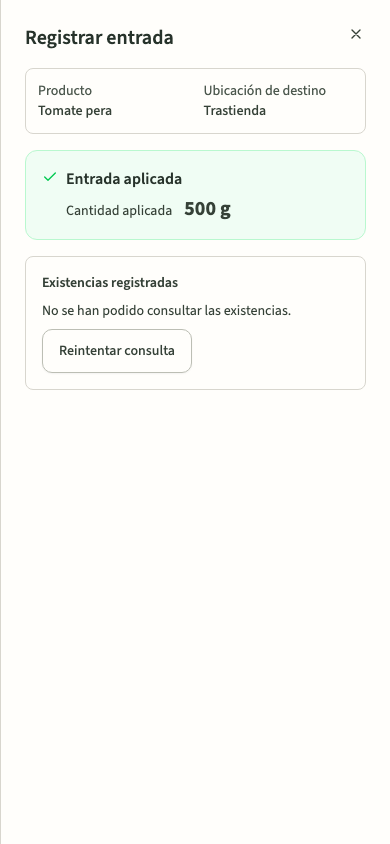 Registrar entrada
Producto
Tomate pera
Ubicación de destino
Trastienda
Entrada aplicada
Cantidad aplicada 500 g
Existencias registradas
No se han podido consultar las existencias.
Reintentar consulta